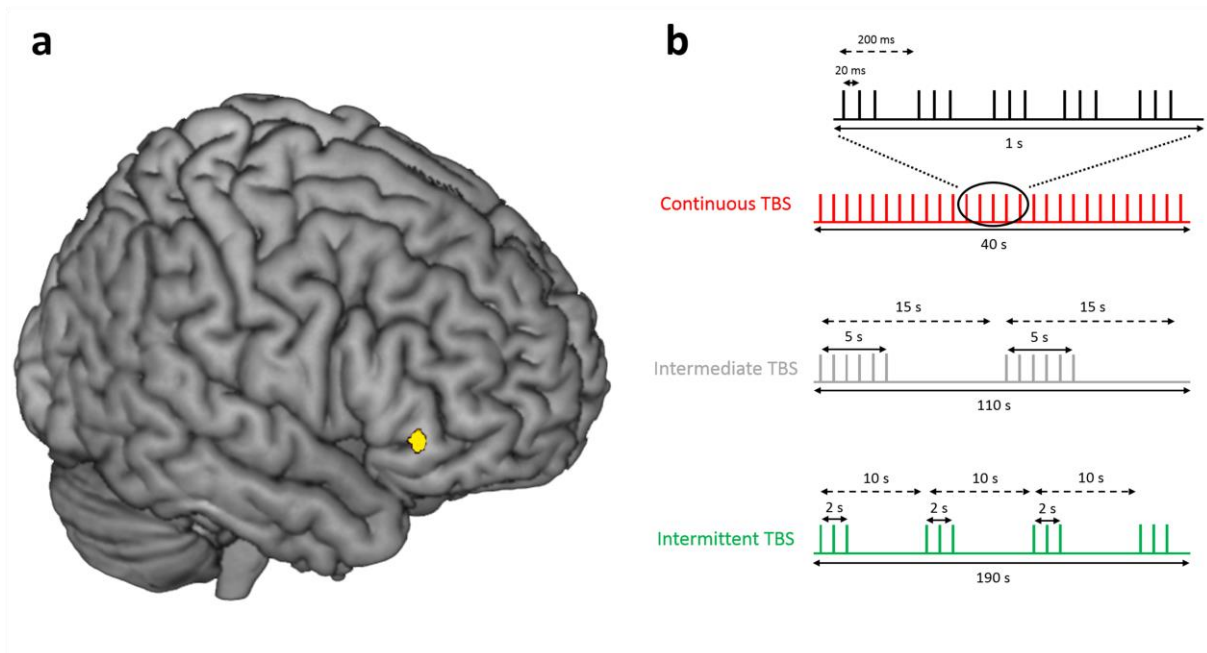 a
b
200 ms
20 ms
1 s
Continuous TBS
40 s
15 s 15 s
5 s 5 s
Intermediate TBS
110 s
10 s 10 s 10 s
2 s 2 s 2 s
Intermittent TBS
190 s